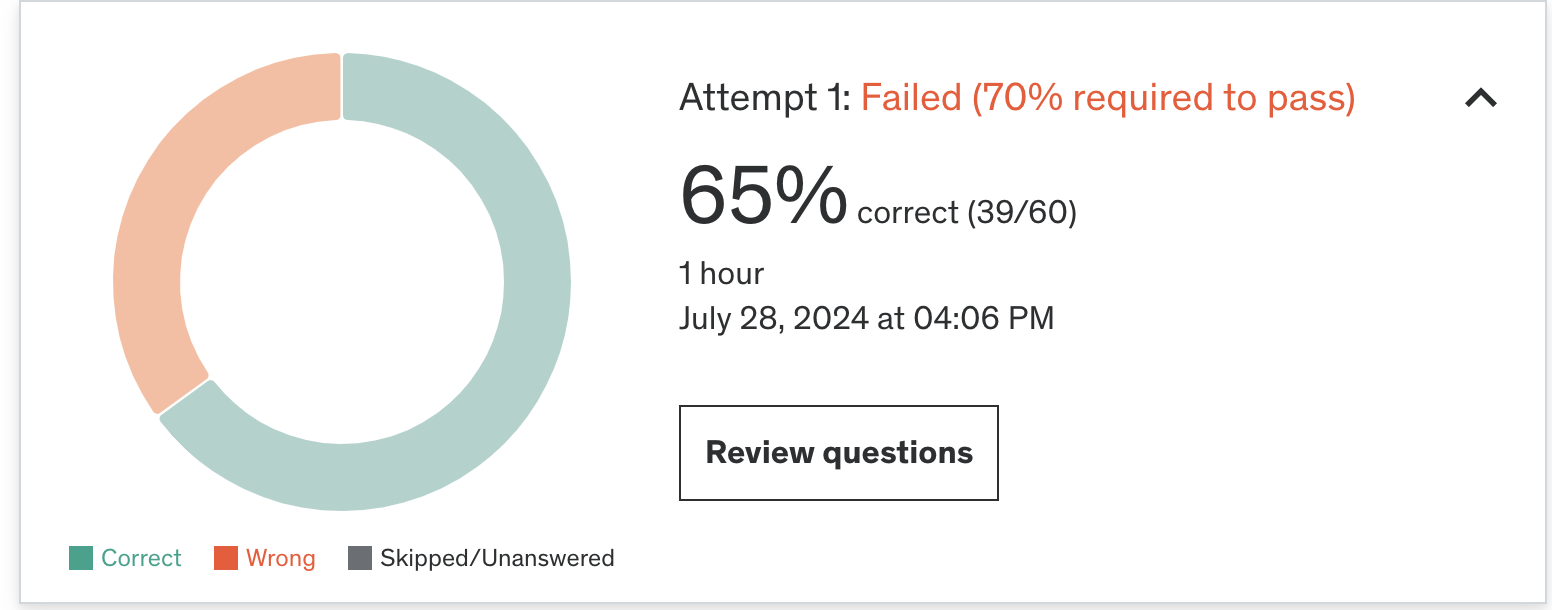 Attempt 1: Failed (70% required to pass)
65% correct (39/60)
1 hour
July 28, 2024 at 04:06 PM
Review questions
Correct Wrong Skipped/Unanswered